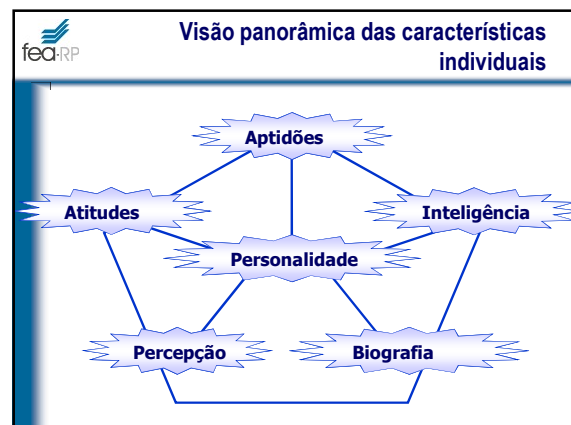 fea-RP
Visão panorâmica das características
individuais
Aptidões
Atitudes
Inteligência
Personalidade
Percepção
Biografia